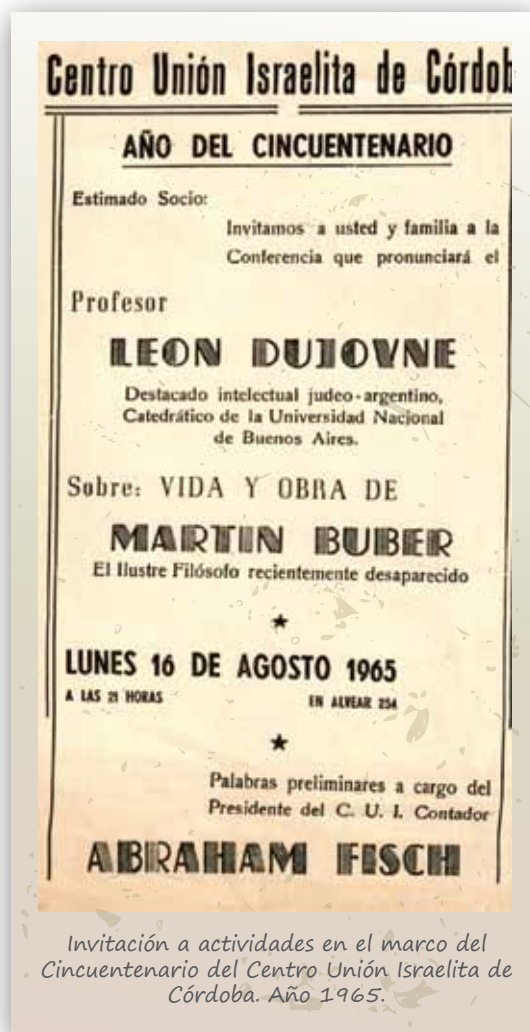 Centro Unión Israelita de Córdob
AÑO DEL CINCUENTENARIO
Estimado Socio:
Invitamos a usted y familia a la
Conferencia que pronunciará el
Profesor
LEON DUJOVNE
Destacado intelectual judeo-argentino,
Catedrático de la Universidad Nacional
de Buenos Aires.
Sobre: VIDA Y OBRA DE
MARTIN BUBER
El Ilustre Filósofo recientemente desaparecido
LUNES 16 DE AGOSTO 1965
A LAS 21 HORAS EN ALVEAR 254
Palabras preliminares a cargo del
Presidente del C. U. I. Contador
ABRAHAM FISCH
Invitación a actividades en el marco del
Cincuentenario del Centro Unión Israelita de
Córdoba. Año 1965.